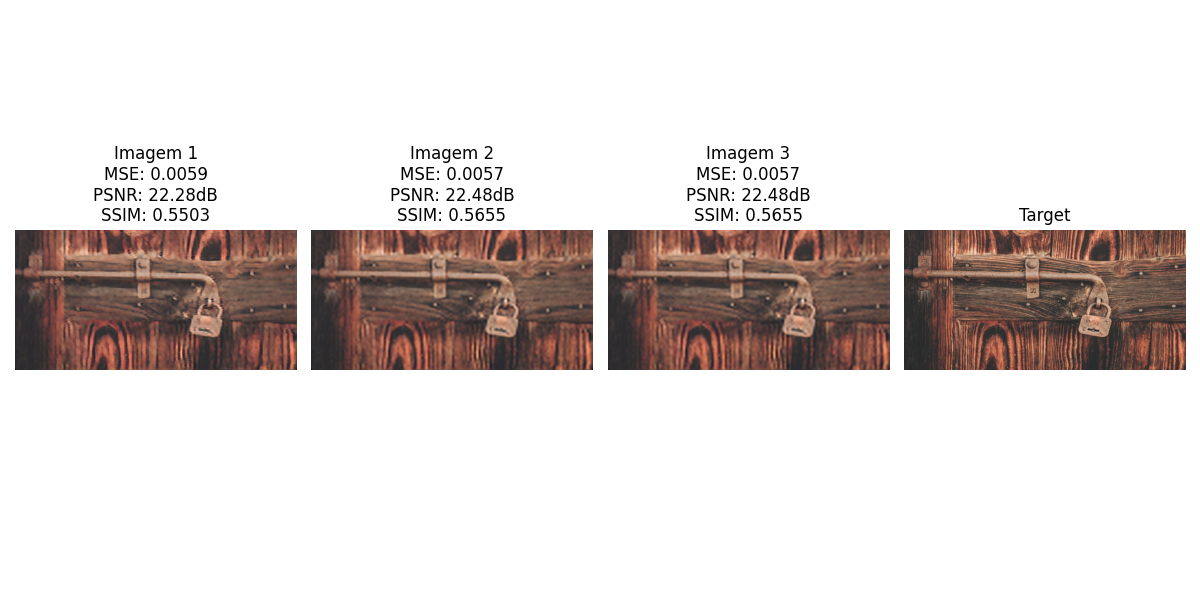 Imagem 1
MSE: 0.0059
PSNR: 22.28dB
SSIM: 0.5503
Imagem 2
MSE: 0.0057
PSNR: 22.48dB
SSIM: 0.5655
Imagem 3
MSE: 0.0057
PSNR: 22.48dB
SSIM: 0.5655
Target